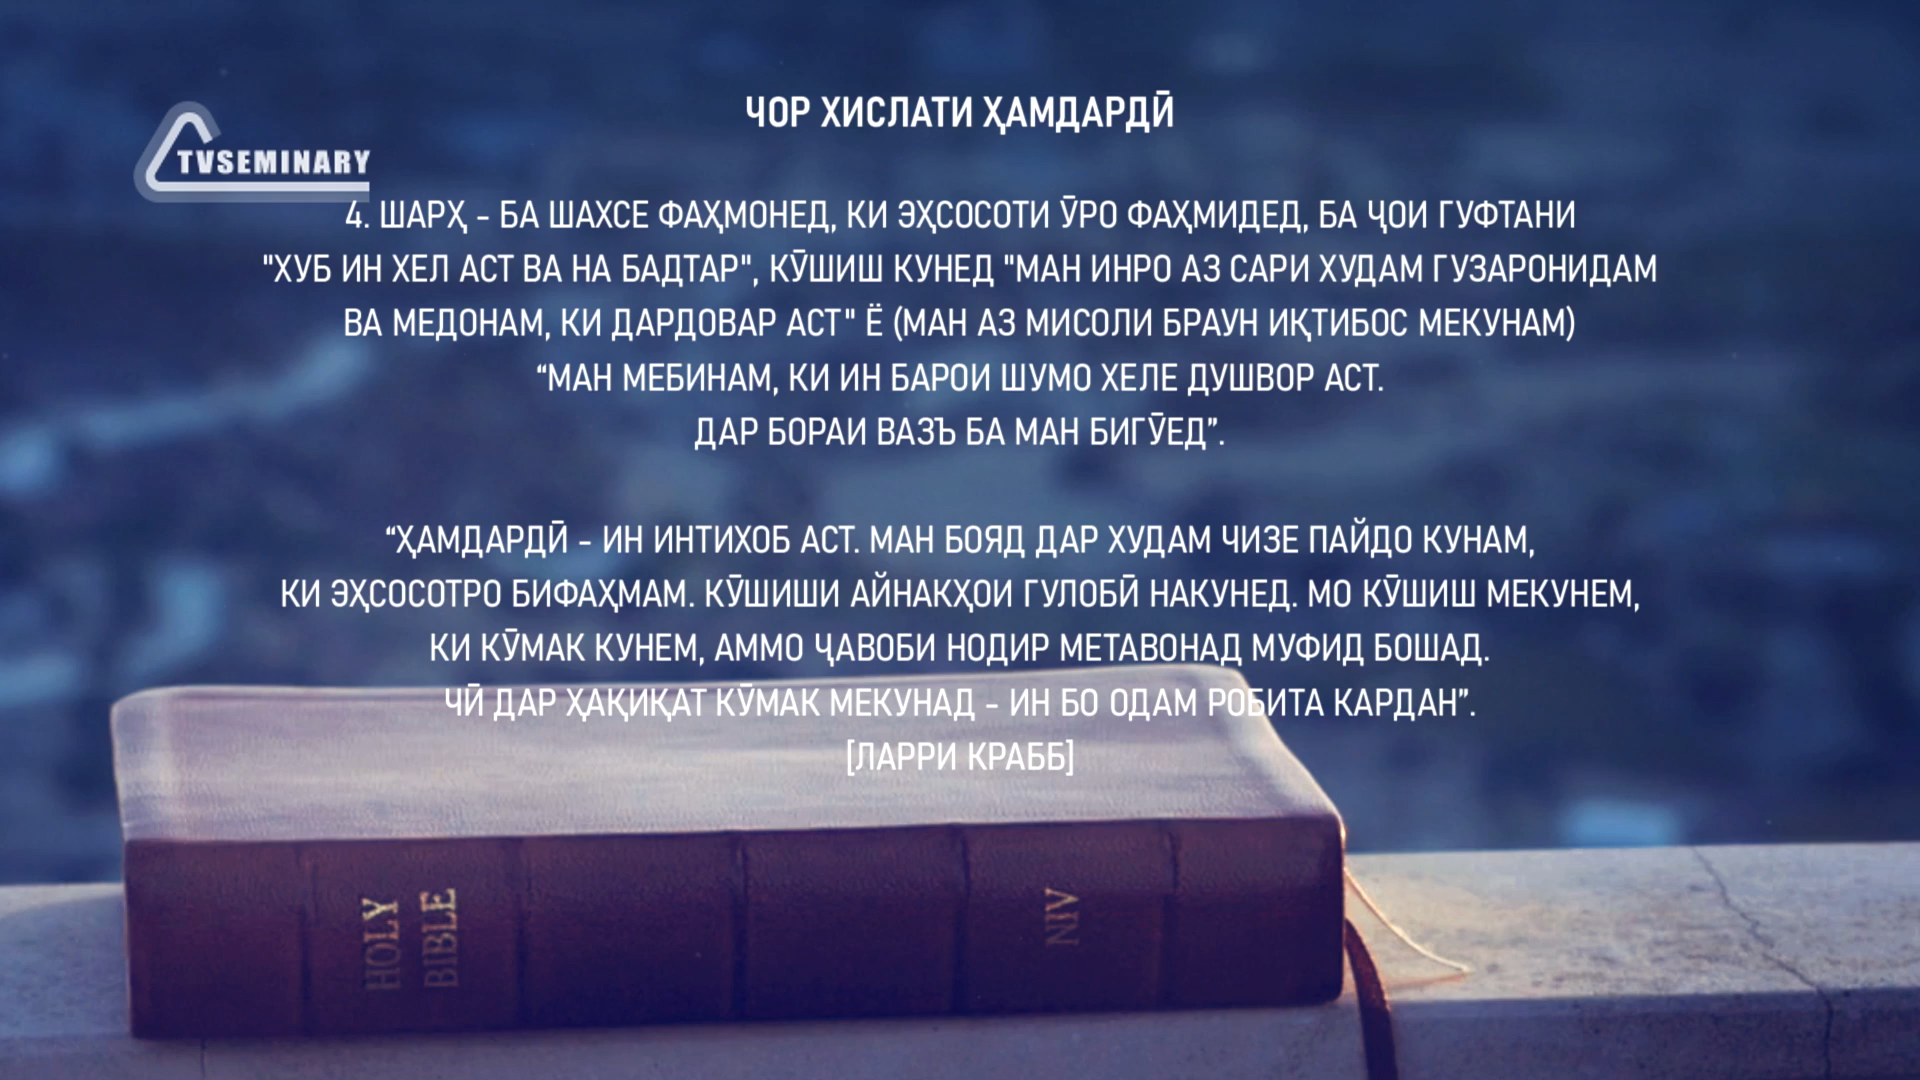 ЧОР ХИСЛАТИ ҲАМДАРДӢ
TVSEMINARY
4. ШАРҲ - БА ШАХСЕ ФАҲМОНЕД, КИ ЭҲСОСОТИ ӮРО ФАҲМИДЕД, БА ҶОИ ГУФТАНИ
"ХУБ ИН ХЕЛ АСТ ВА НА БАДТАР", КӮШИШ КУНЕД "МАН ИНРО АЗ САРИ ХУДАМ ГУЗАРОНИДАМ
ВА МЕДОНАМ, КИ ДАРДОВАР АСТ" Ё (МАН АЗ МИСОЛИ БРАУН ИҚТИБОС МЕКУНАМ)
“МАН МЕБИНАМ, КИ ИН БАРОИ ШУМО ХЕЛЕ ДУШВОР АСТ.
ДАР БОРАИ ВАЗЪ БА МАН БИГӮЕД”.
“ҲАМДАРДӢ - ИН ИНТИХОБ АСТ. МАН БОЯД ДАР ХУДАМ ЧИЗЕ ПАЙДО КУНАМ,
КИ ЭҲСОСОТРО БИФАҲМАМ. КӮШИШИ АЙНАКҲОИ ГУЛОБӢ НАКУНЕД. МО КӮШИШ МЕКУНЕМ,
КИ КӮМАК КУНЕМ, АММО ҶАВОБИ НОДИР МЕТАВОНАД МУФИД БОШАД.
ЧӢ ДАР ҲАҚИҚАТ КӮМАК МЕКУНАД - ИН БО ОДАМ РОБИТА КАРДАН”.
[ЛАРРИ КРАББ]
HOLY
BIBLE
NIV